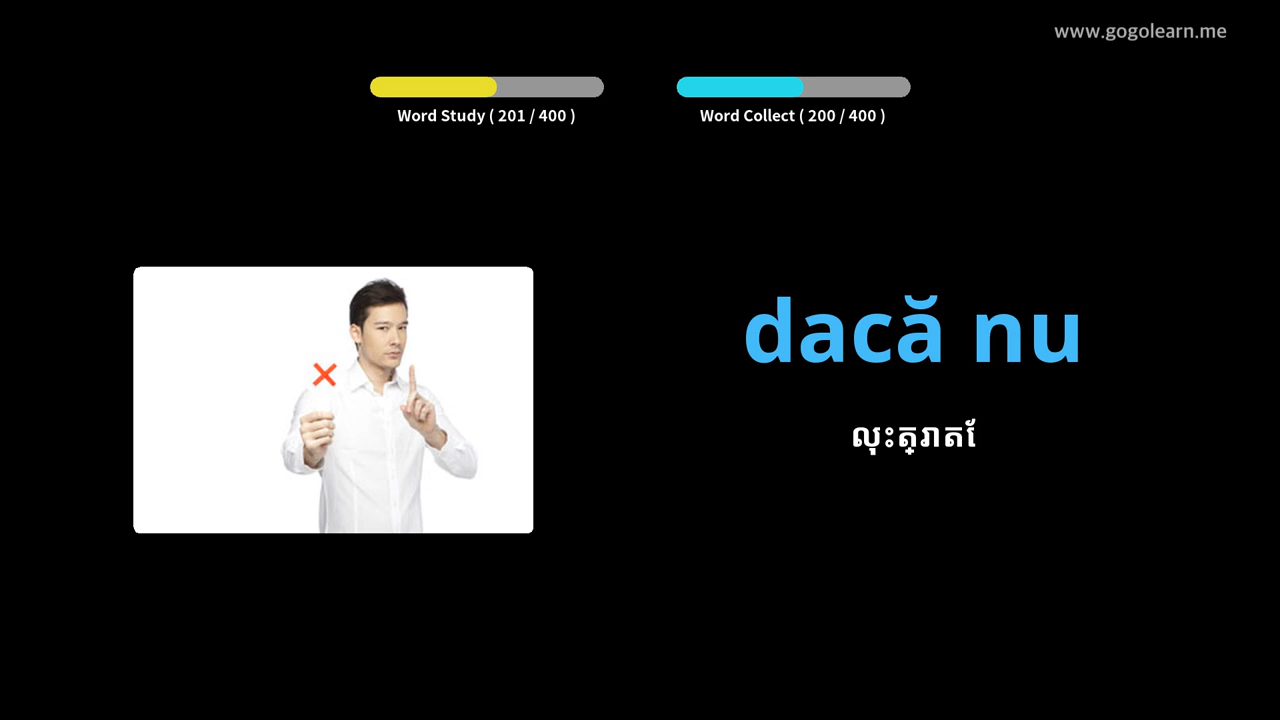 www.gogolearn.me
Word Study ( 201 / 400 )
Word Collect ( 200 / 400 )
dacă nu
លុះត្រាតែ